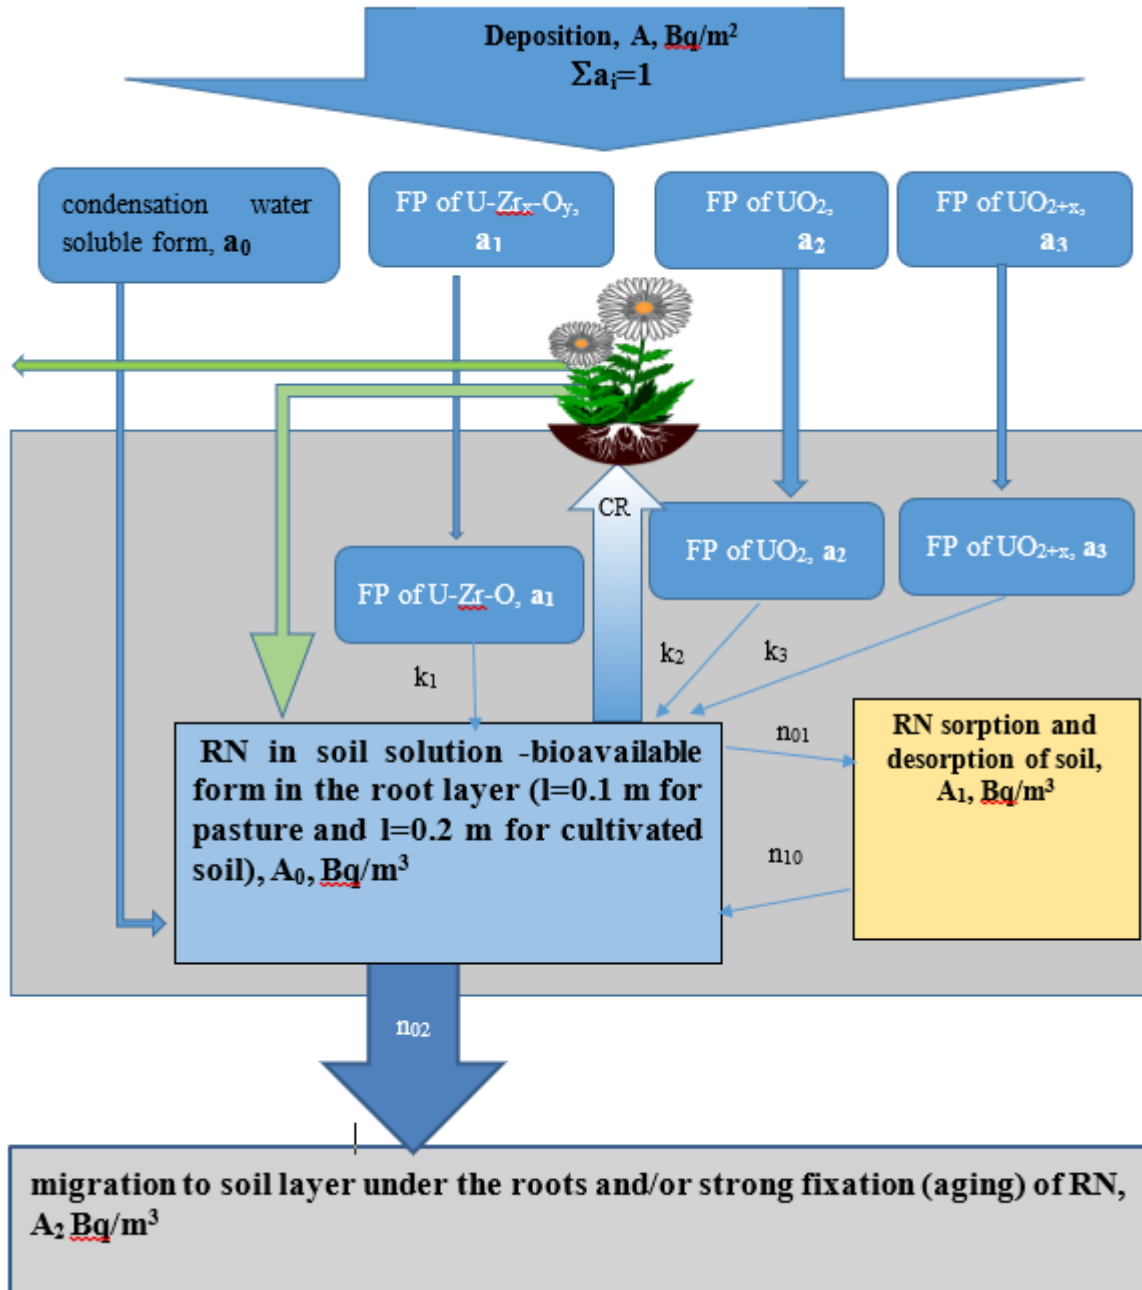 Deposition, A, Bq/m²
Σaᵢ=1
condensation water
soluble form, a₀
FP of U-Zrₓ-Oᵧ,
a₁
FP of UO₂,
a₂
FP of UO₂₊ₓ,
a₃
CR
FP of UO₂, a₂
FP of UO₂₊ₓ, a₃
FP of U-Zr-O, a₁
k₁
k₂
k₃
RN in soil solution -bioavailable
form in the root layer (l=0.1 m for
pasture and l=0.2 m for cultivated
soil), A₀, Bq/m³
n₀₁
n₁₀
RN sorption and
desorption of soil,
A₁, Bq/m³
n₀₂
migration to soil layer under the roots and/or strong fixation (aging) of RN,
A₂ Bq/m³